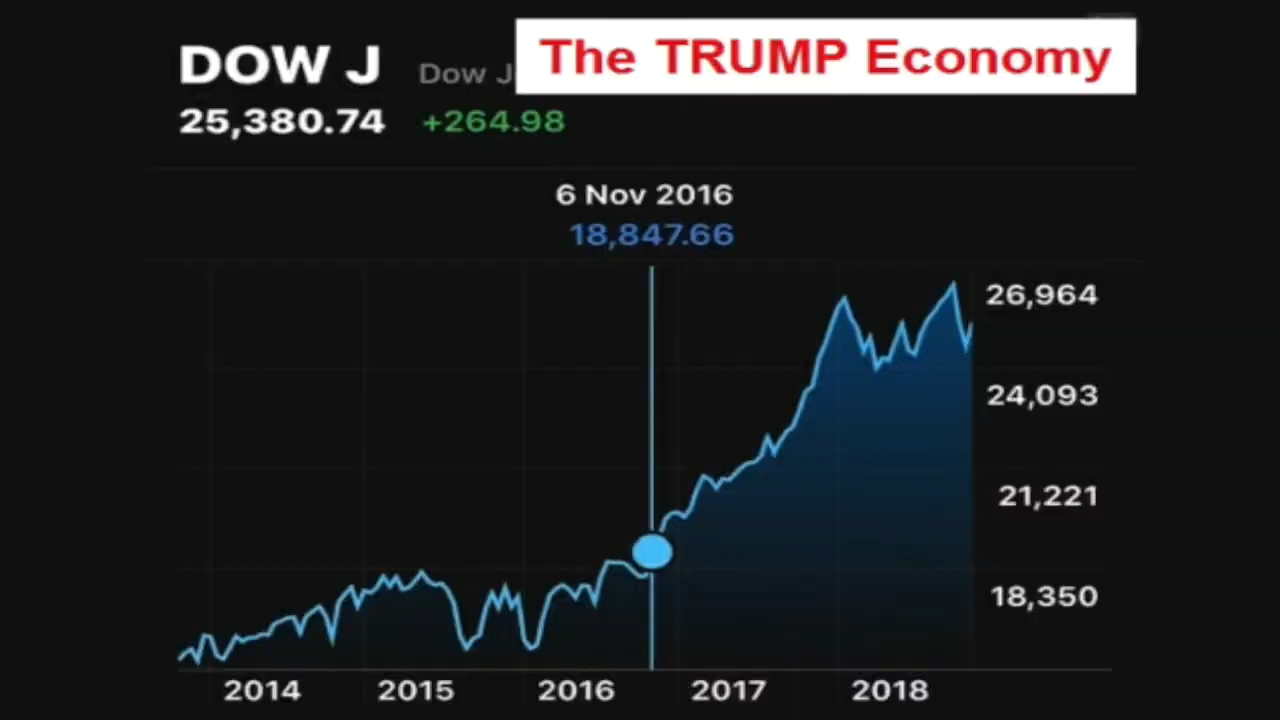 DOW J Dow J The TRUMP Economy
25,380.74 +264.98
6 Nov 2016
18,847.66
26,964
24,093
21,221
18,350
2014 2015 2016 2017 2018